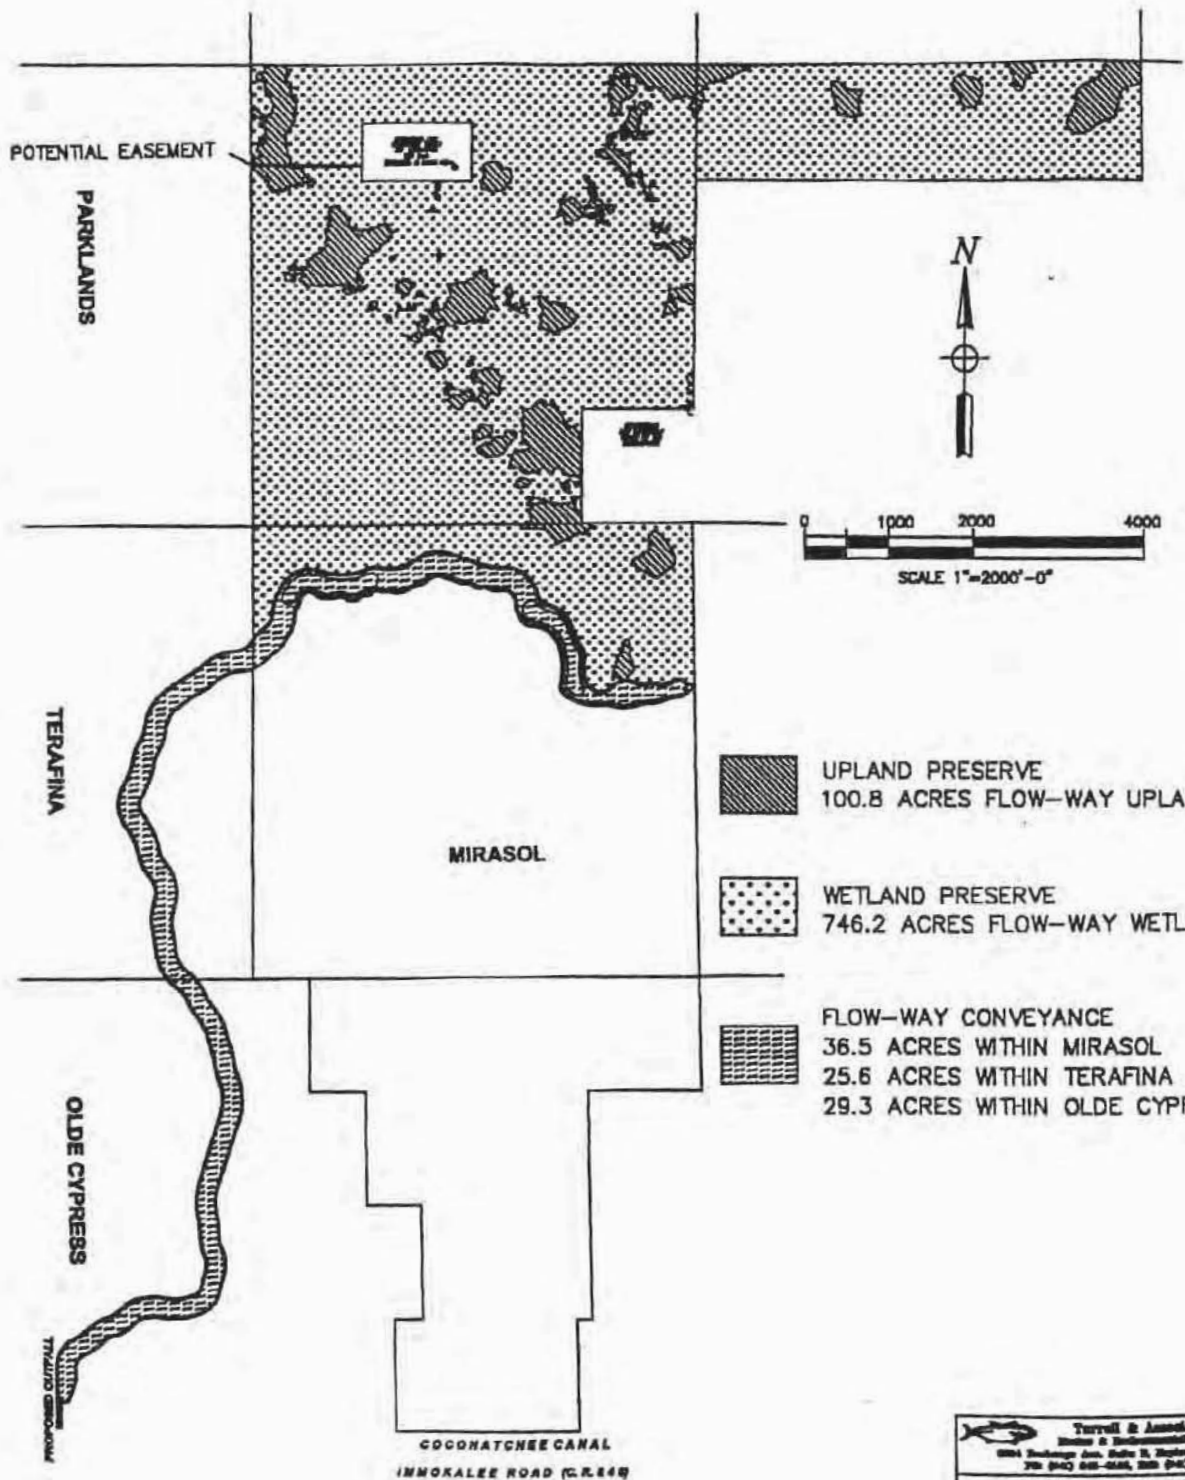 POTENTIAL EASEMENT
PARKLANDS
N
0 1000 2000 4000
SCALE 1"=2000'-0"
TERAFINA
MIRASOL
UPLAND PRESERVE
100.8 ACRES FLOW-WAY UPLA
WETLAND PRESERVE
746.2 ACRES FLOW-WAY WETL
FLOW-WAY CONVEYANCE
36.5 ACRES WITHIN MIRASOL
25.6 ACRES WITHIN TERAFINA
29.3 ACRES WITHIN OLDE CYP
OLDE CYPRESS
COCOHATCHEE CANAL
IMMOKALEE ROAD (C.R. 846)